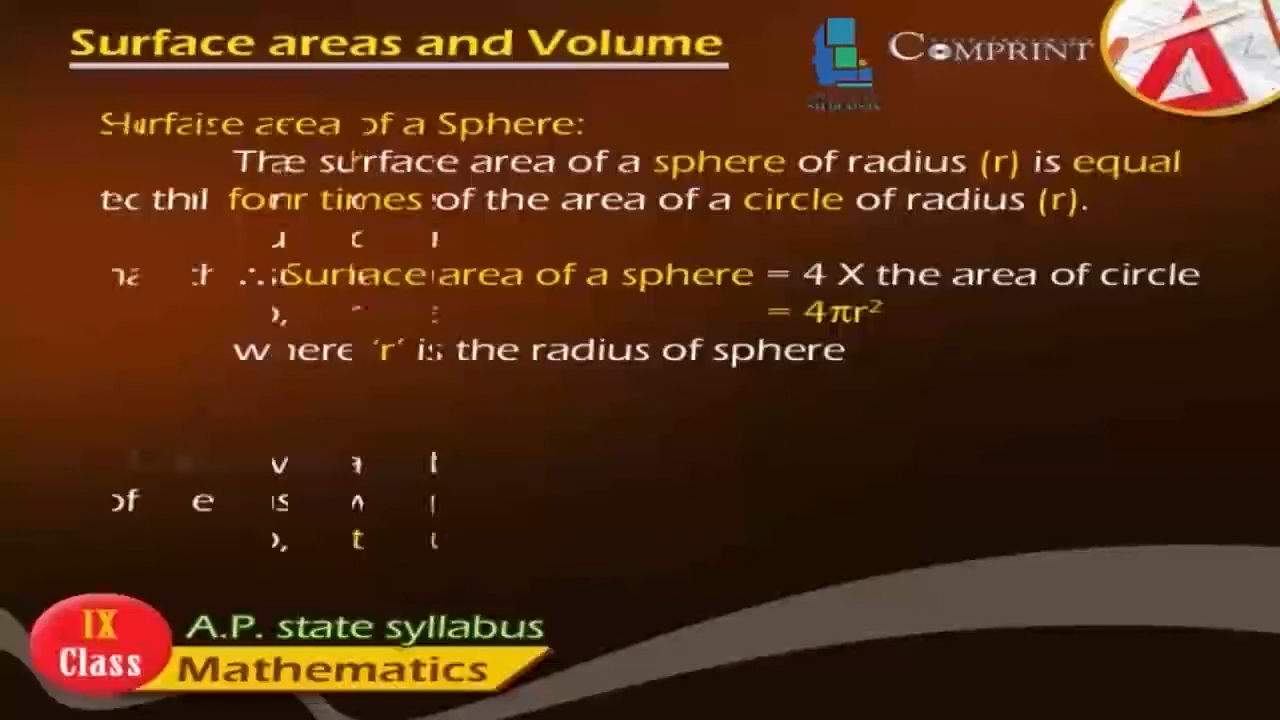 Surface areas and Volume
COMPRINT
area of a Sphere:
surface area of a sphere of radius (r) is equal
four times of the area of a circle of radius (r).
∴ Surface area of a sphere = 4 X the area of circle
= 4πr²
where ‘r’ is the radius of sphere
IX
Class
A.P. state syllabus
Mathematics